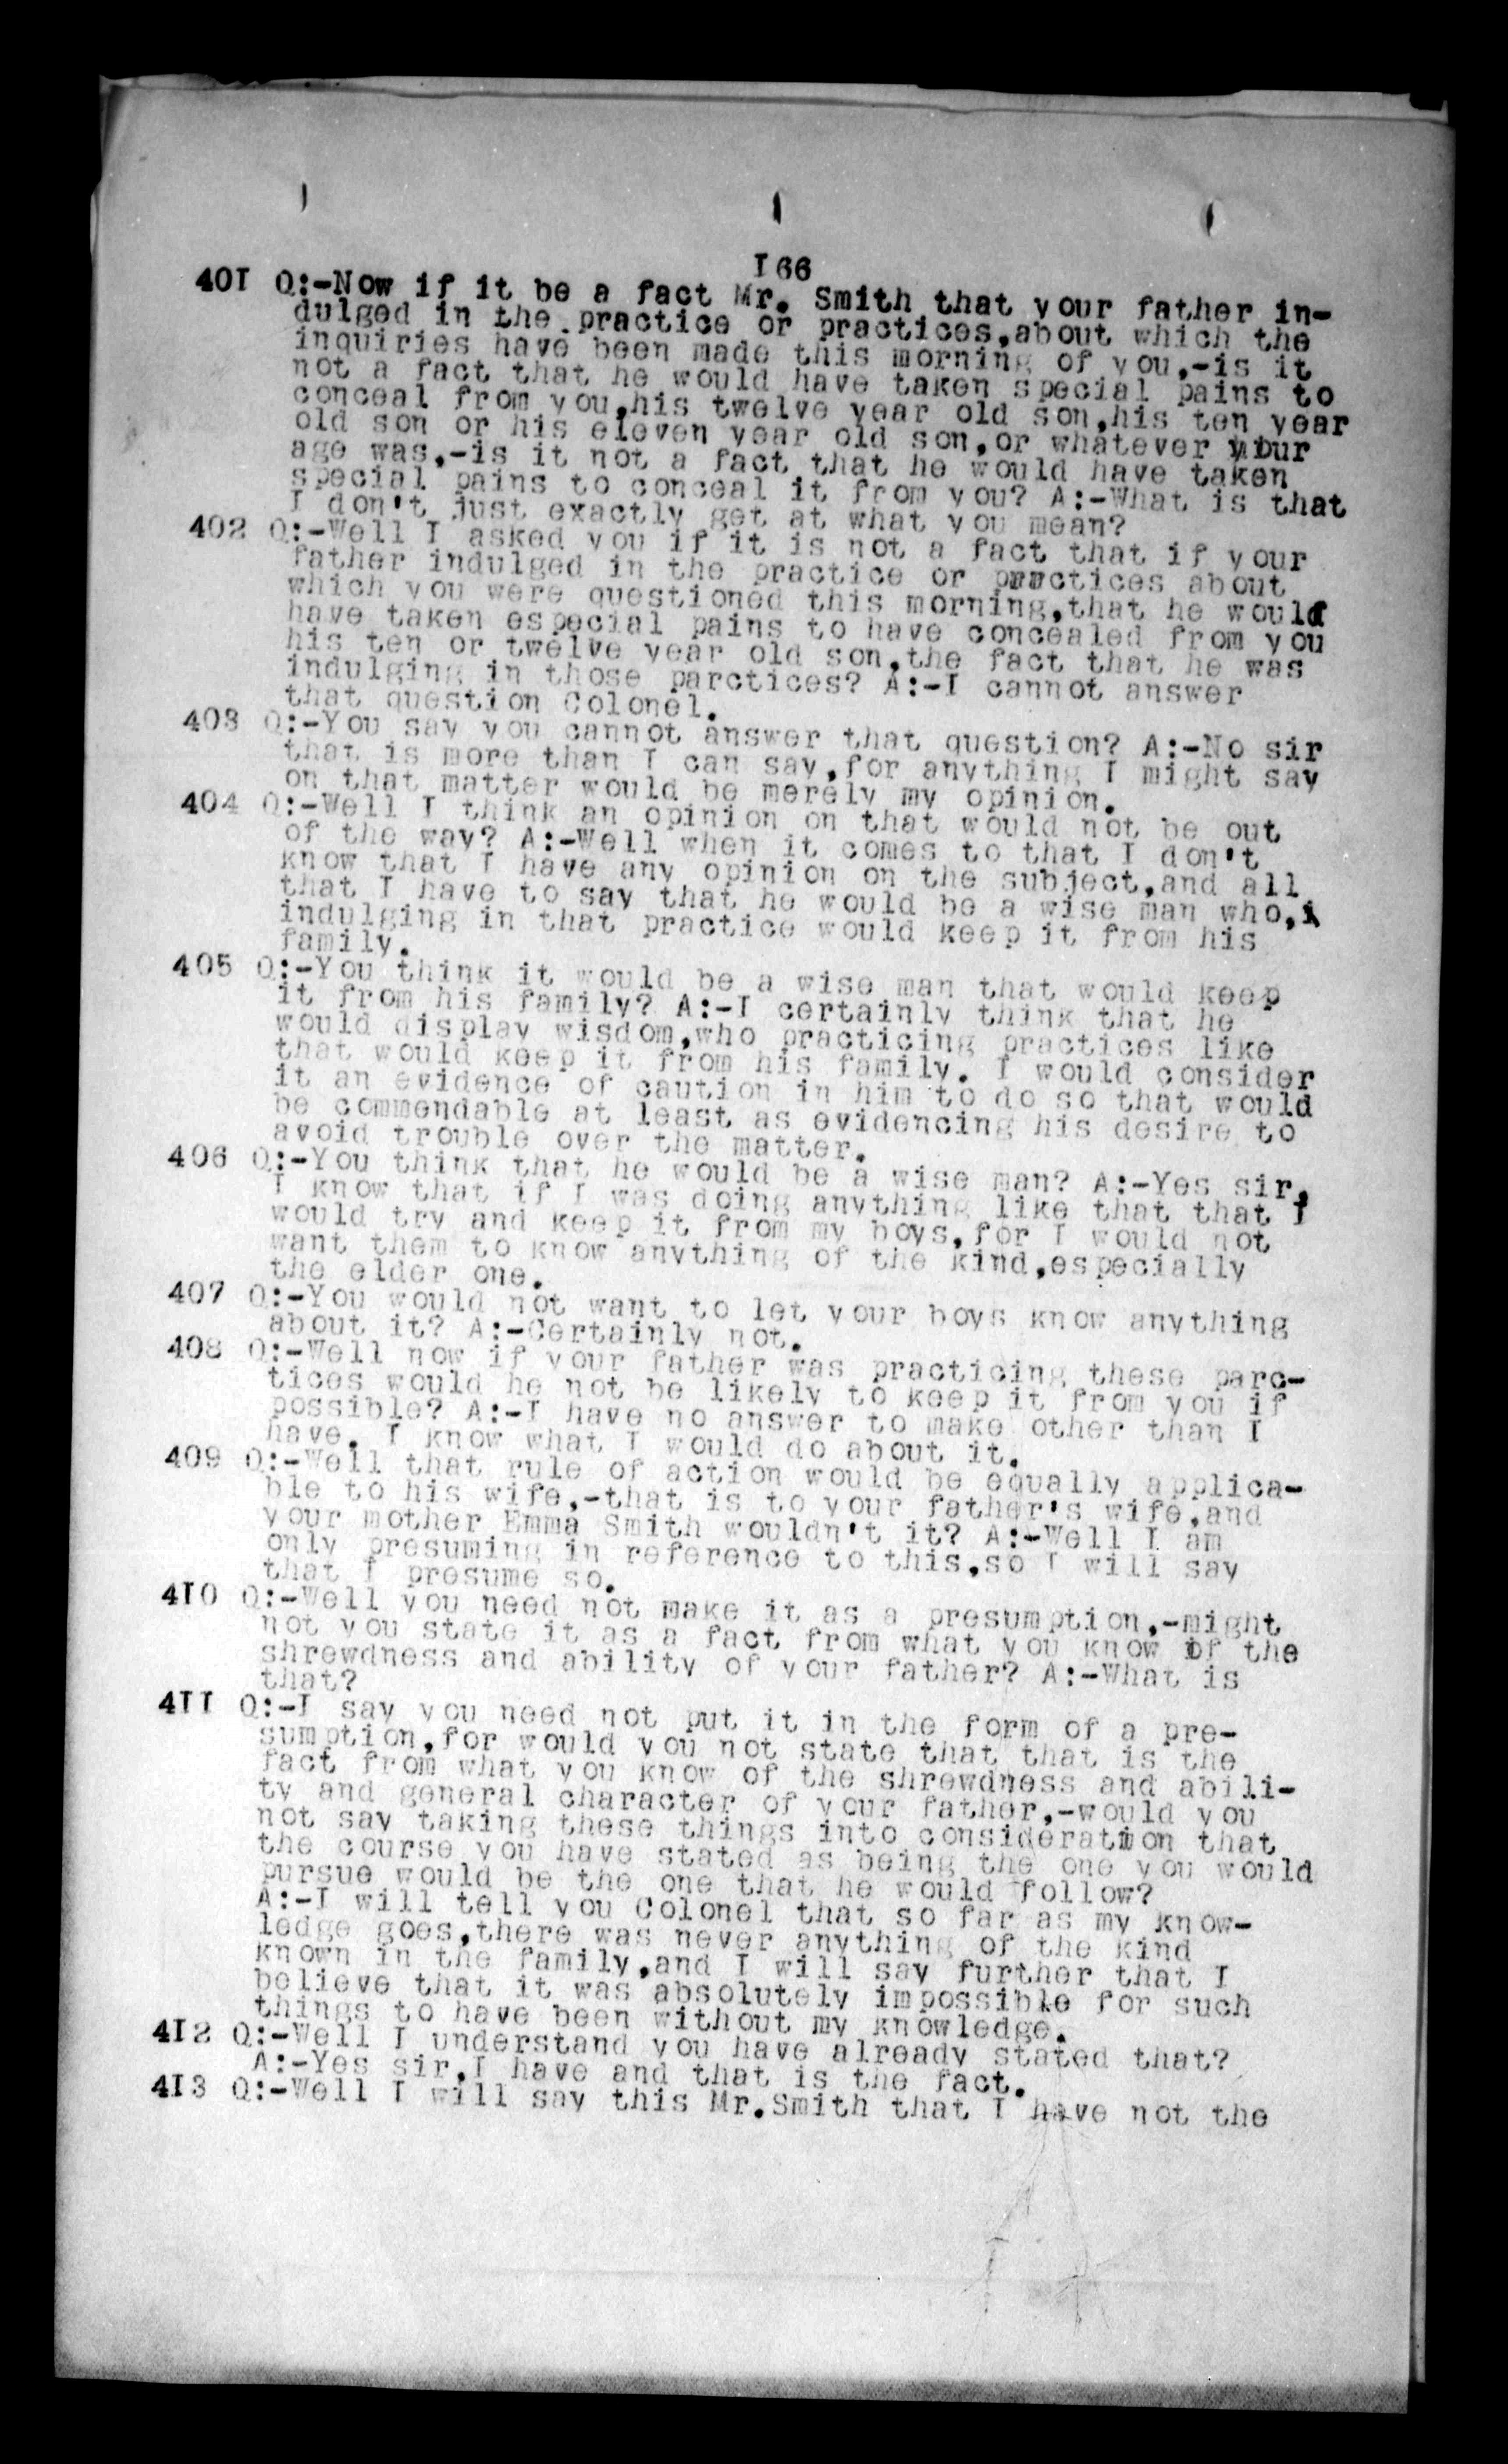 I66
40I Q:-Now if it be a fact Mr. Smith that your father in-
dulged in the practice or practices,about which the
inquiries have been made this morning of you,-is it
not a fact that he would have taken special pains to
conceal from you,his twelve year old son,his ten year
old son or his eleven year old son,or whatever your
age was,-is it not a fact that he would have taken
special pains to conceal it from you? A:-What is that
I don't just exactly get at what you mean?
402 Q:-Well I asked you if it is not a fact that if your
father indulged in the practice or practices about
which you were questioned this morning,that he would
have taken especial pains to have concealed from you
his ten or twelve year old son,the fact that he was
indulging in those parctices? A:-I cannot answer
that question Colonel.
403 Q:-You say you cannot answer that question? A:-No sir
that is more than I can say,for anything I might say
on that matter would be merely my opinion.
404 Q:-Well I think an opinion on that would not be out
of the way? A:-Well when it comes to that I don't
know that I have any opinion on the subject,and all
that I have to say that he would be a wise man who,i
indulging in that practice would keep it from his
family.
405 Q:-You think it would be a wise man that would keep
it from his family? A:-I certainly think that he
would display wisdom,who practicing practices like
that would keep it from his family. I would consider
it an evidence of caution in him to do so that would
be commendable at least as evidencing his desire to
avoid trouble over the matter.
406 Q:-You think that he would be a wise man? A:-Yes sir,
I know that if I was doing anything like that that I
would try and keep it from my boys,for I would not
want them to know anything of the kind,especially
the elder one.
407 Q:-You would not want to let your boys know anything
about it? A:-Certainly not.
408 Q:-Well now if your father was practicing these parc-
tices would he not be likely to keep it from you if
possible? A:-I have no answer to make other than I
have. I know what I would do about it.
409 Q:-Well that rule of action would be equally applica-
ble to his wife,-that is to your father's wife,and
your mother Emma Smith wouldn't it? A:-Well I am
only presuming in reference to this,so I will say
that I presume so.
4I0 Q:-Well you need not make it as a presumption,-might
not you state it as a fact from what you know of the
shrewdness and ability of your father? A:-What is
that?
4II Q:-I say you need not put it in the form of a pre-
sumption,for would you not state that that is the
fact from what you know of the shrewdness and abili-
ty and general character of your father,-would you
not say taking these things into consideration that
the course you have stated as being the one you would
pursue would be the one that he would follow?
A:-I will tell you Colonel that so far as my know-
ledge goes,there was never anything of the kind
known in the family,and I will say further that I
believe that it was absolutely impossible for such
things to have been without my knowledge.
4I2 Q:-Well I understand you have already stated that?
A:-Yes sir,I have and that is the fact.
4I3 Q:-Well I will say this Mr.Smith that I have not the